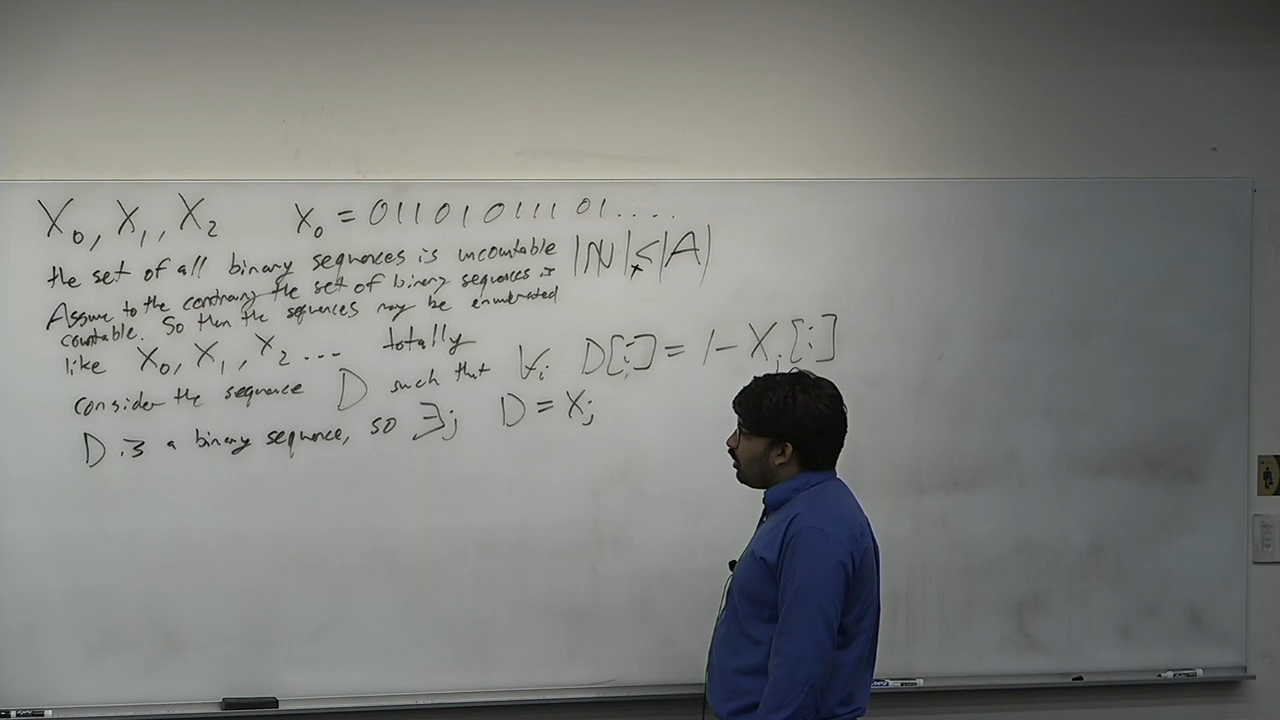 X₀, X₁, X₂ X₀ = 01101011101....
the set of all binary sequences is uncountable |N|<|A|
Assume to the contrary the set of binary sequences is
countable. So then the sequences may be enumerated
like X₀, X₁, X₂ ... totally
consider the sequence D such that ∀i D[i] = 1 - Xᵢ[i]
D is a binary sequence, so ∃j D = Xⱼ